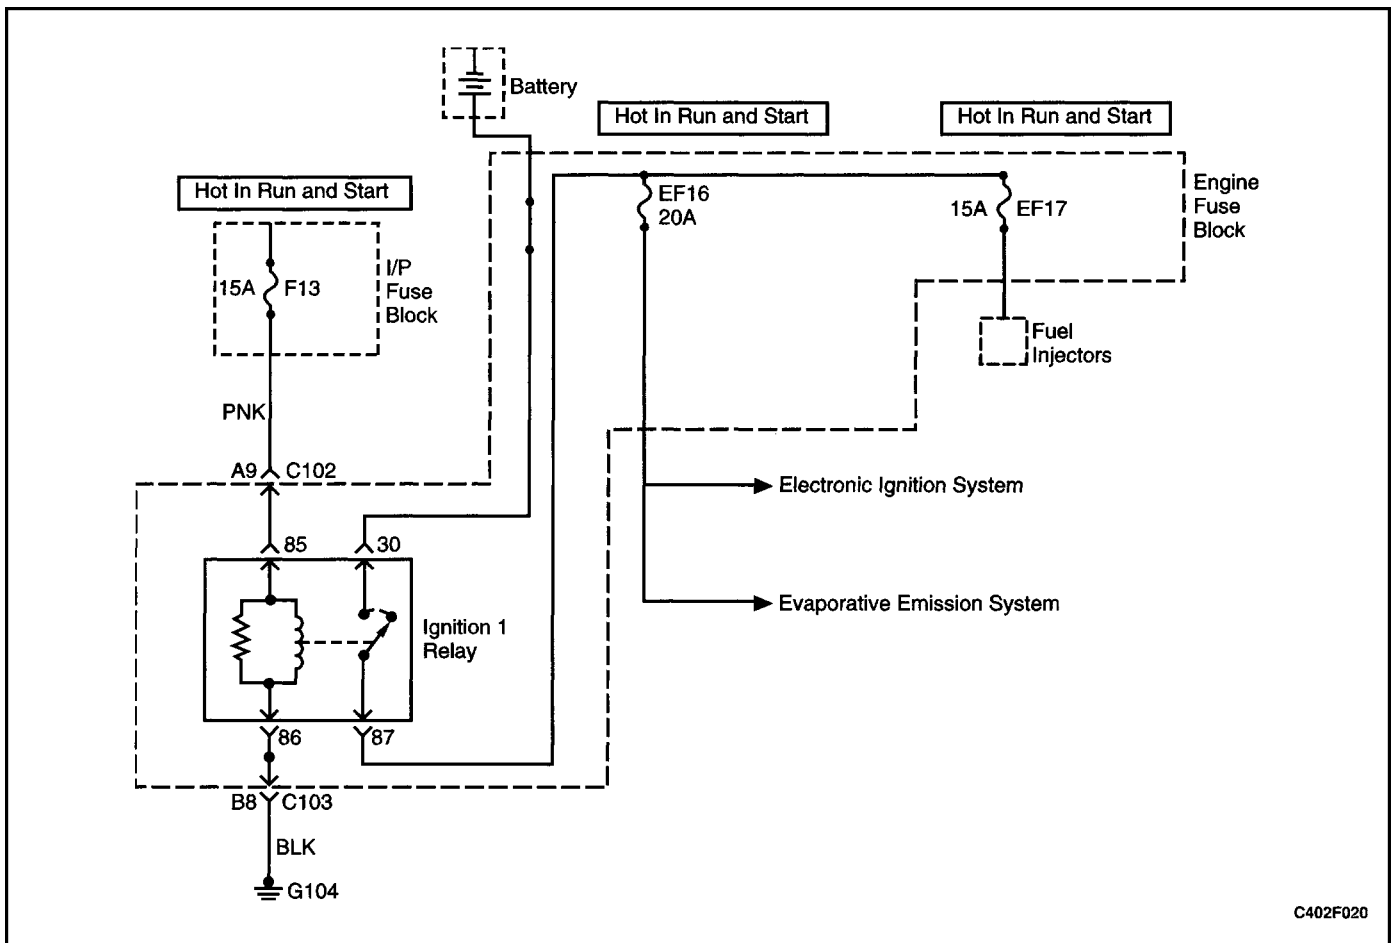 Battery
Hot In Run and Start
Hot In Run and Start
Hot In Run and Start
EF16
20A
15A
EF17
Engine
Fuse
Block
15A
F13
I/P
Fuse
Block
Fuel
Injectors
PNK
A9
C102
Electronic Ignition System
85
30
Evaporative Emission System
Ignition 1
Relay
86
87
B8
C103
BLK
G104
C402F020